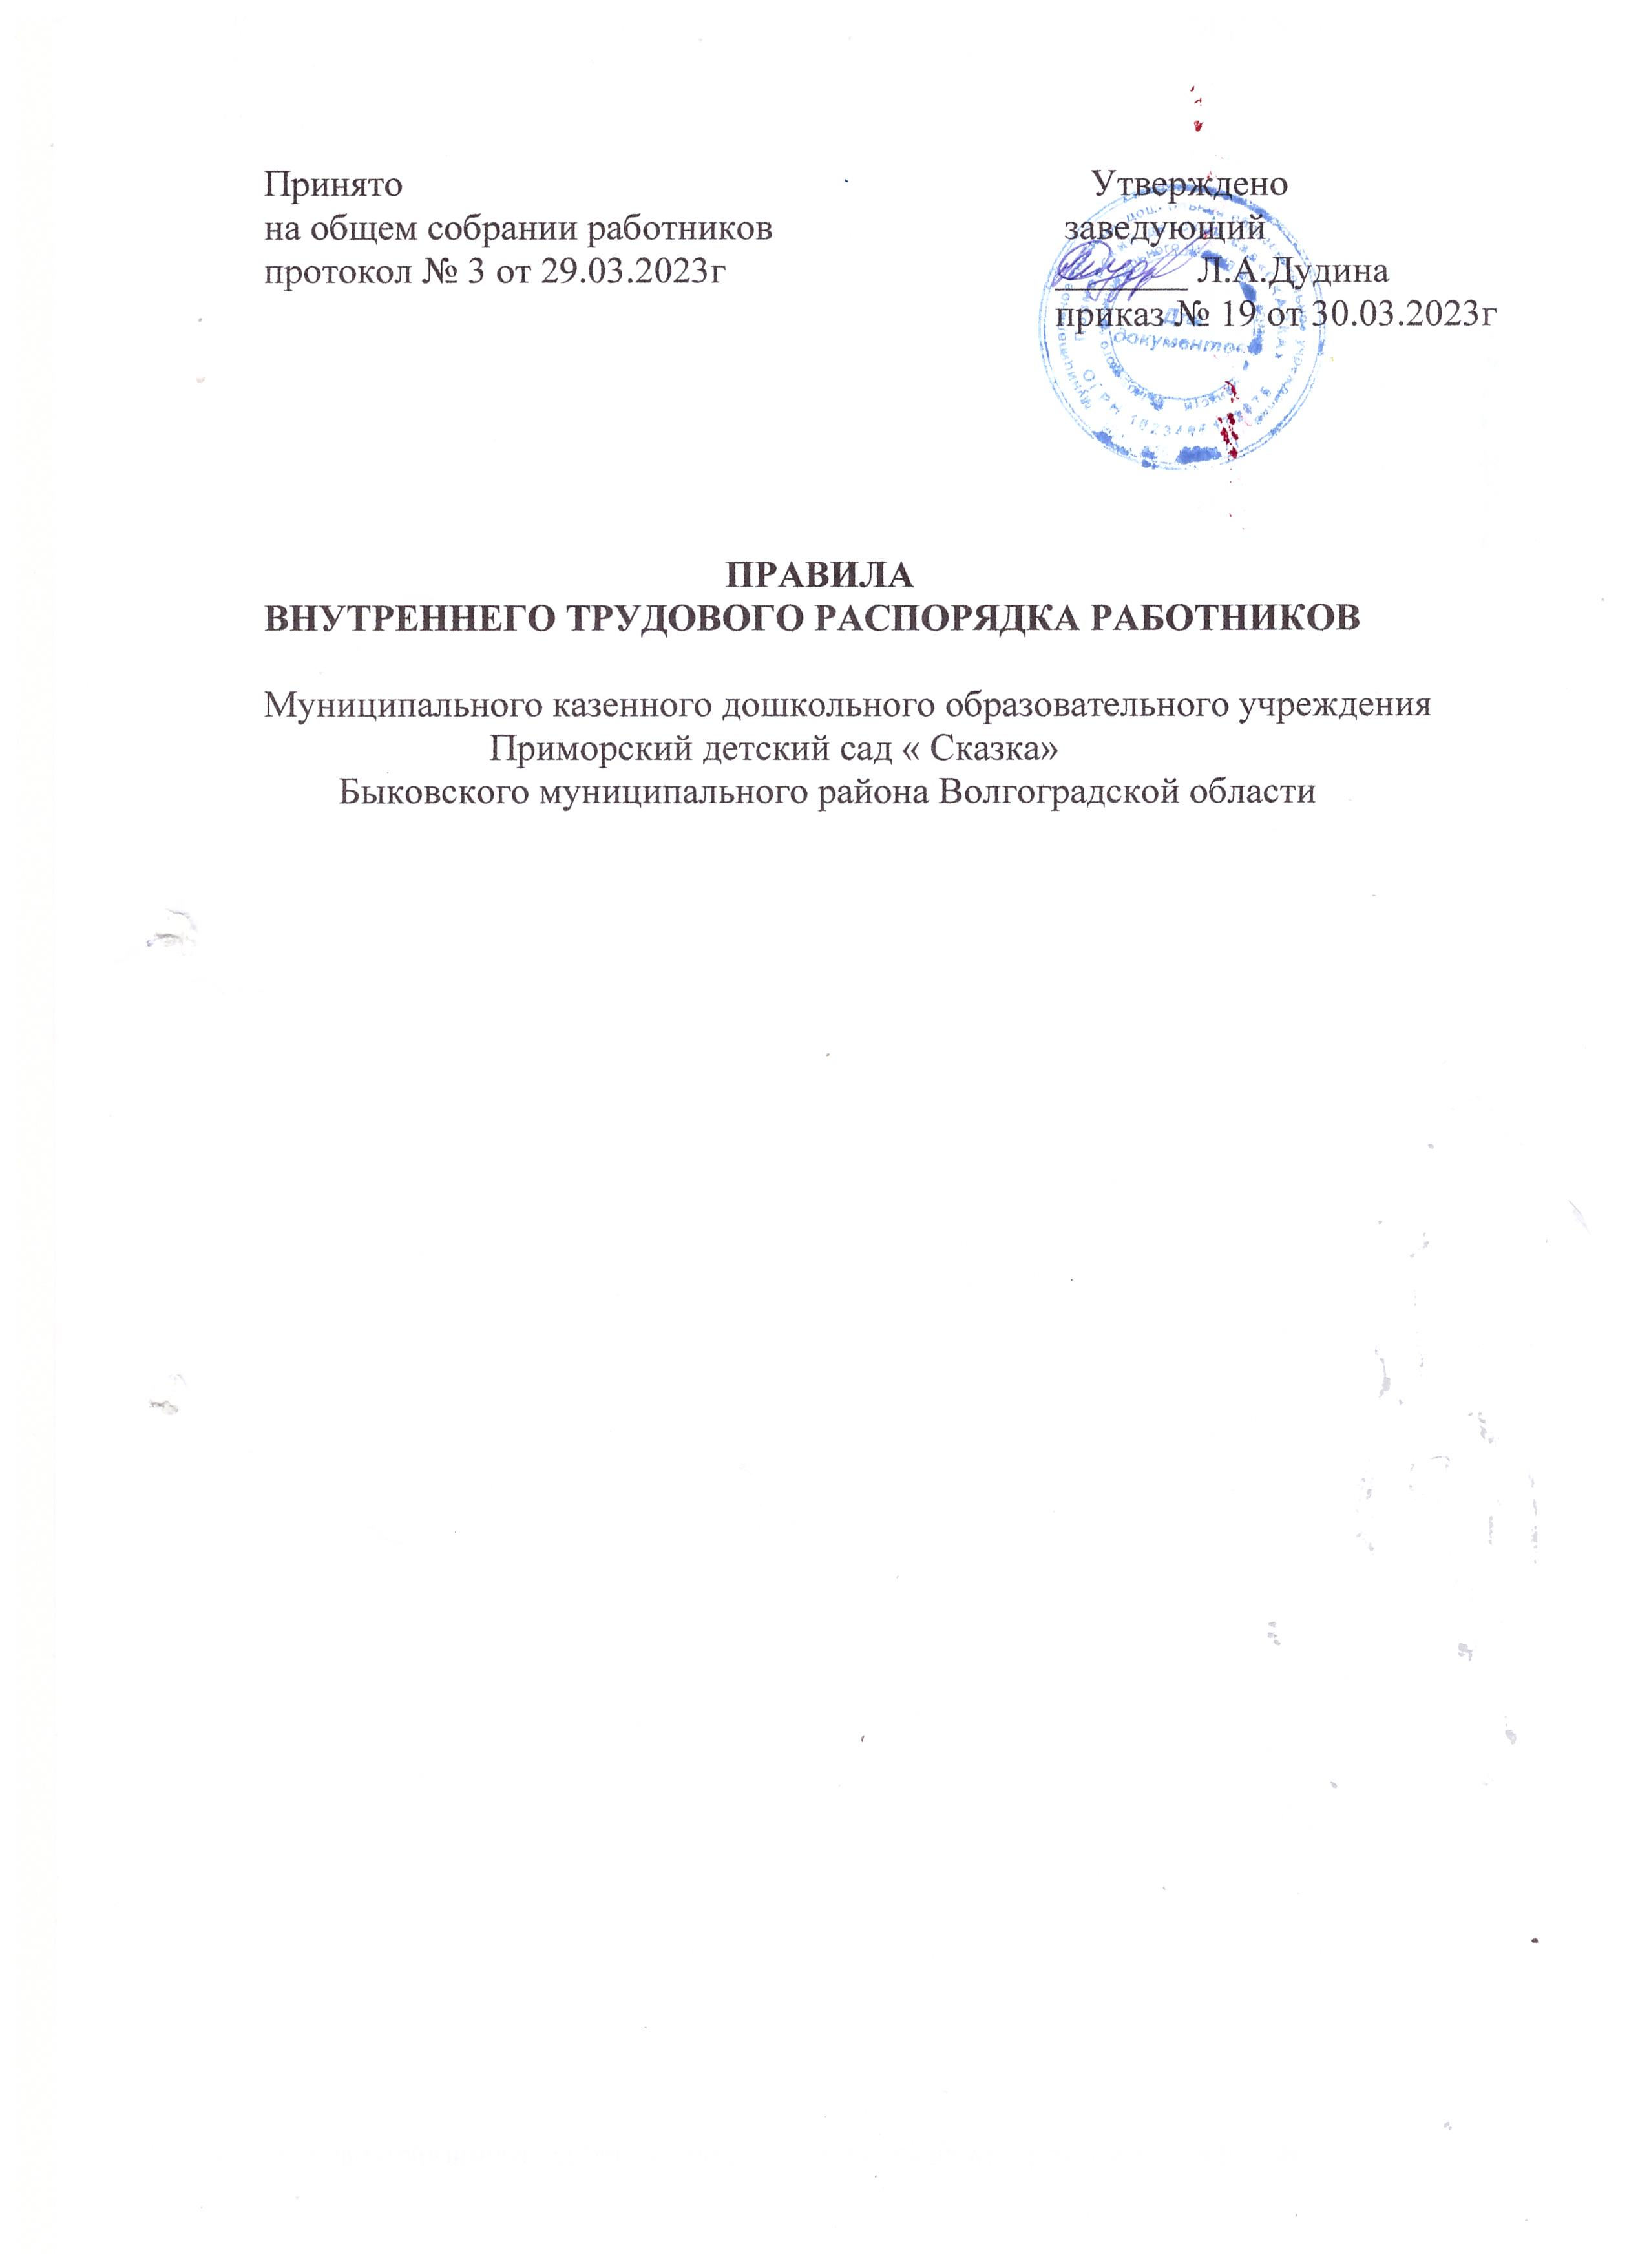 Принято
на общем собрании работников
протокол № 3 от 29.03.2023г
Утверждено
заведующий
________ Л.А.Дудина
приказ № 19 от 30.03.2023г
документов
ПРАВИЛА
ВНУТРЕННЕГО ТРУДОВОГО РАСПОРЯДКА РАБОТНИКОВ
Муниципального казенного дошкольного образовательного учреждения
Приморский детский сад « Сказка»
Быковского муниципального района Волгоградской области